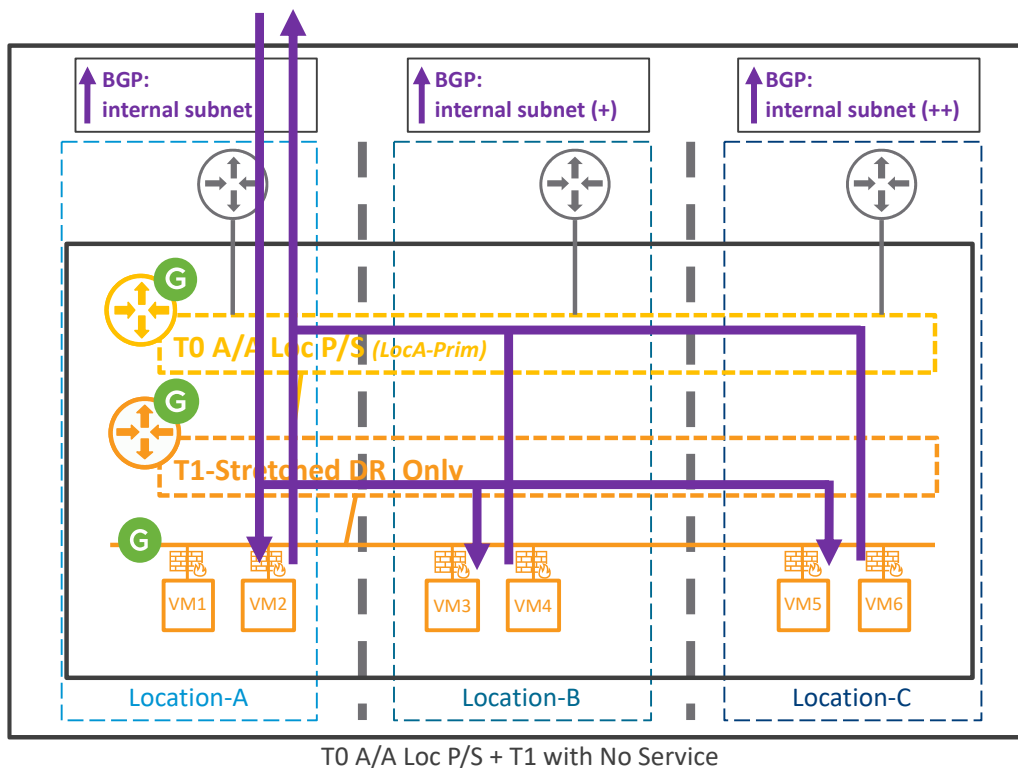 BGP:
internal subnet
BGP:
internal subnet (+)
BGP:
internal subnet (++)
G
T0 A/A Loc P/S (LocA-Prim)
G
T1-Stretched DR Only
G
VM1
VM2
VM3
VM4
VM5
VM6
Location-A
Location-B
Location-C
T0 A/A Loc P/S + T1 with No Service